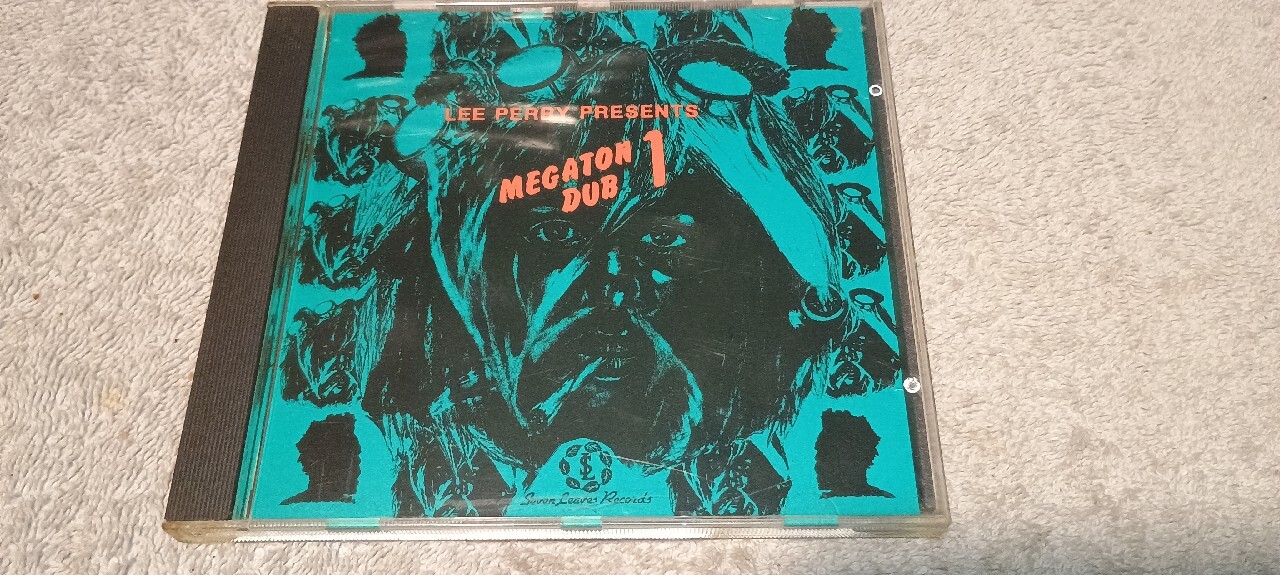 LEE PERRY PRESENTS
MEGATON 1
DUB
Seven Leaves Records